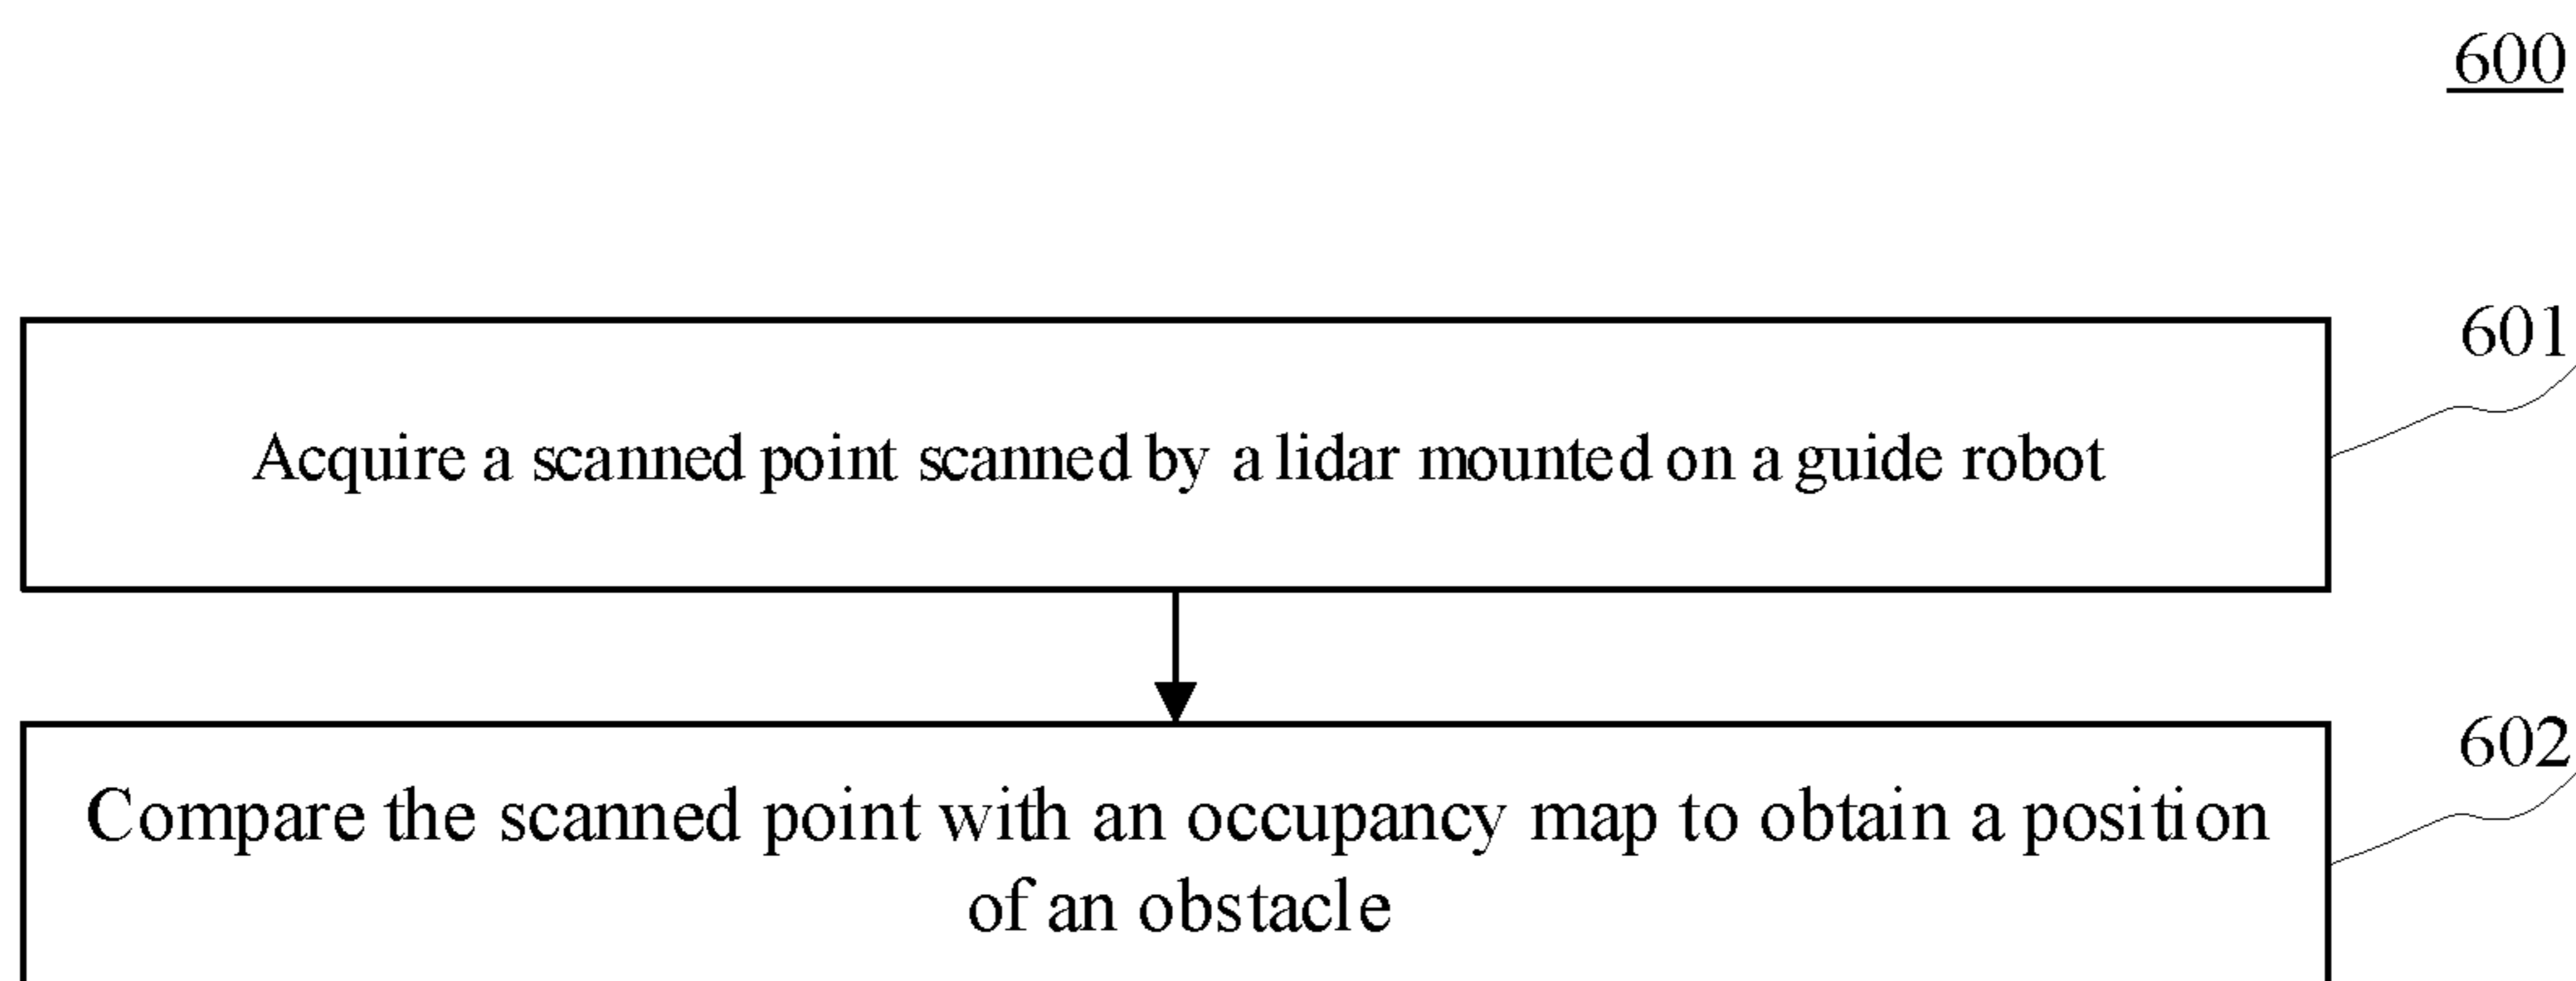 600
601
Acquire a scanned point scanned by a lidar mounted on a guide robot
602
Compare the scanned point with an occupancy map to obtain a position
of an obstacle